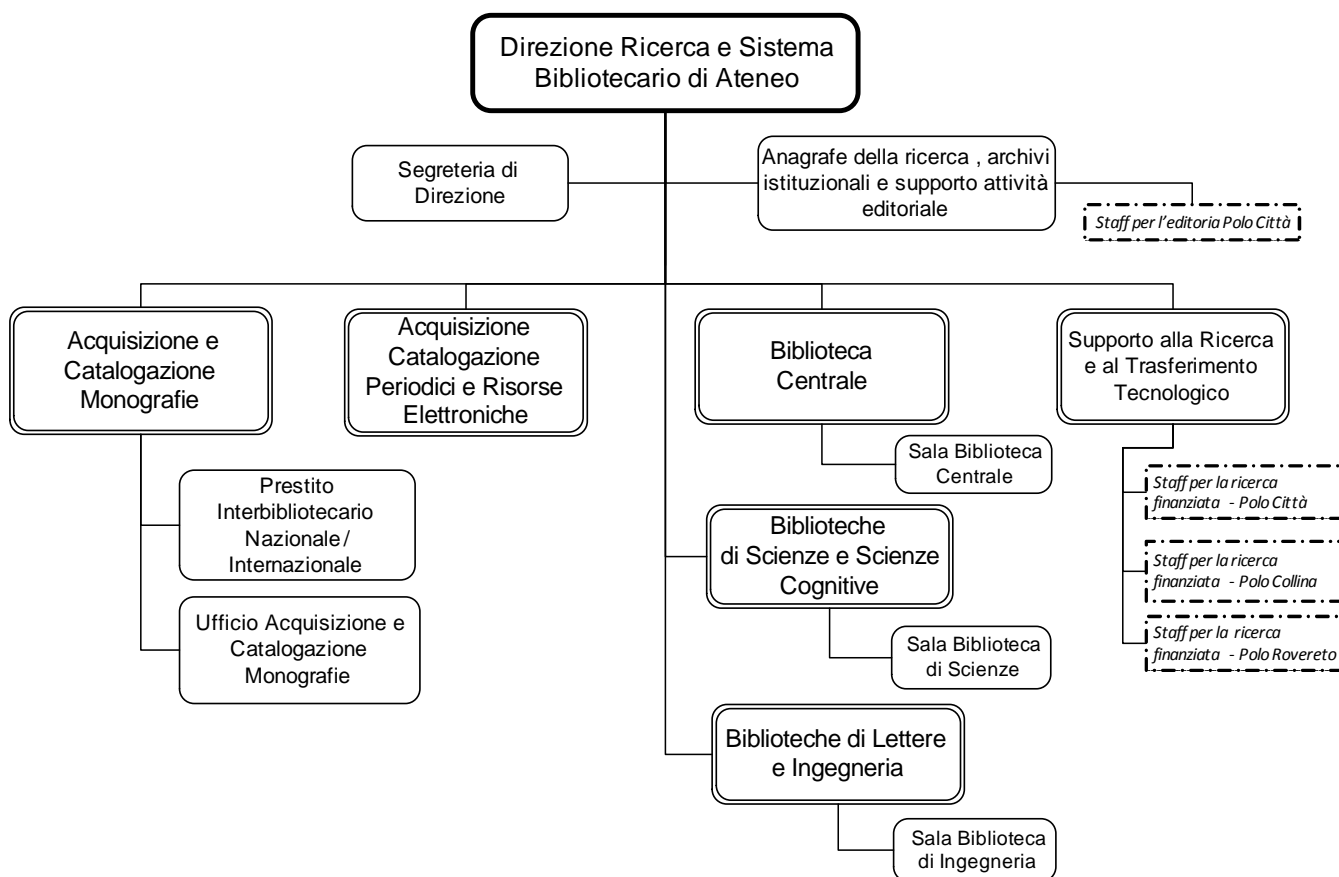 Direzione Ricerca e Sistema
Bibliotecario di Ateneo
Segreteria di
Direzione
Anagrafe della ricerca , archivi
istituzionali e supporto attività
editoriale
Staff per l'editoria Polo Città
Acquisizione e
Catalogazione
Monografie
Acquisizione
Catalogazione
Periodici e Risorse
Elettroniche
Biblioteca
Centrale
Supporto alla Ricerca
e al Trasferimento
Tecnologico
Sala Biblioteca
Centrale
Prestito
Interbibliotecario
Nazionale /
Internazionale
Staff per la ricerca
finanziata - Polo Città
Biblioteche
di Scienze e Scienze
Cognitive
Staff per la ricerca
finanziata - Polo Collina
Ufficio Acquisizione e
Catalogazione
Monografie
Sala Biblioteca
di Scienze
Staff per la ricerca
finanziata - Polo Rovereto
Biblioteche di Lettere
e Ingegneria
Sala Biblioteca
di Ingegneria